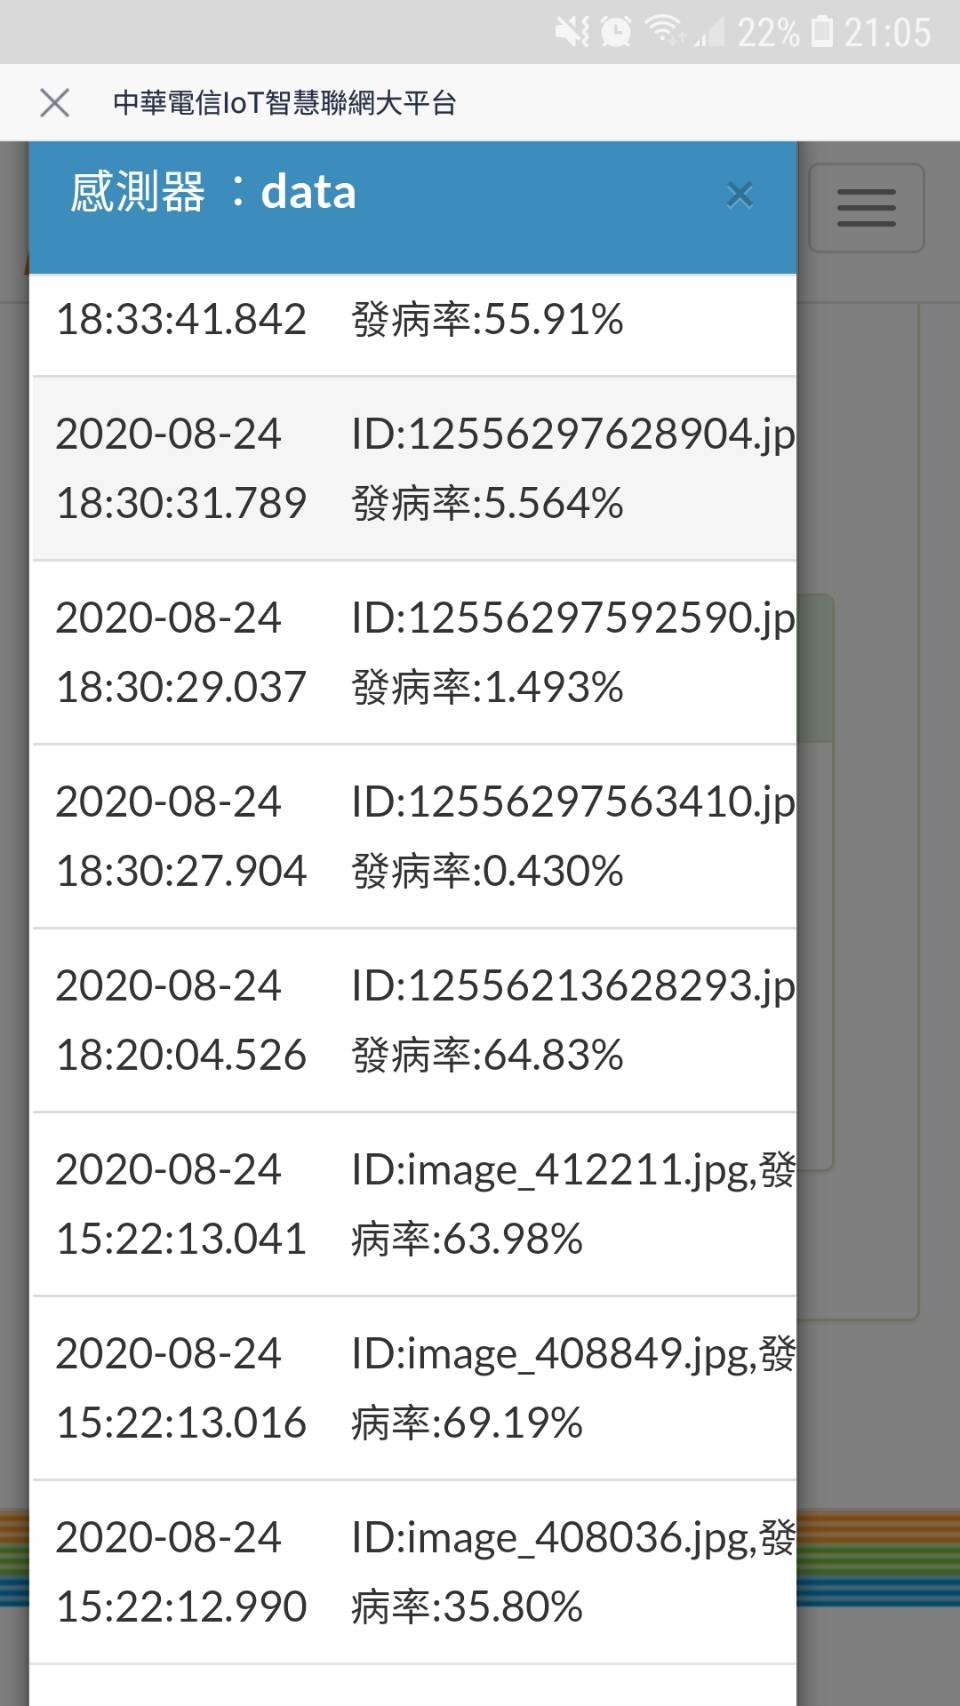 22% 21:05
中華電信IoT智慧聯網大平台
感測器 ：data ×
18:33:41.842 發病率:55.91%
2020-08-24 ID:12556297628904.jp
18:30:31.789 發病率:5.564%
2020-08-24 ID:12556297592590.jp
18:30:29.037 發病率:1.493%
2020-08-24 ID:12556297563410.jp
18:30:27.904 發病率:0.430%
2020-08-24 ID:12556213628293.jp
18:20:04.526 發病率:64.83%
2020-08-24 ID:image_412211.jpg,發
15:22:13.041 病率:63.98%
2020-08-24 ID:image_408849.jpg,發
15:22:13.016 病率:69.19%
2020-08-24 ID:image_408036.jpg,發
15:22:12.990 病率:35.80%